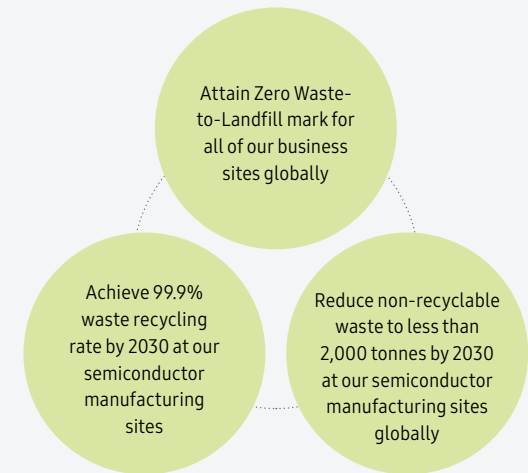 Attain Zero Waste-
to-Landfill mark for
all of our business
sites globally
Achieve 99.9%
waste recycling
rate by 2030 at our
semiconductor
manufacturing
sites
Reduce non-recyclable
waste to less than
2,000 tonnes by 2030
at our semiconductor
manufacturing sites
globally